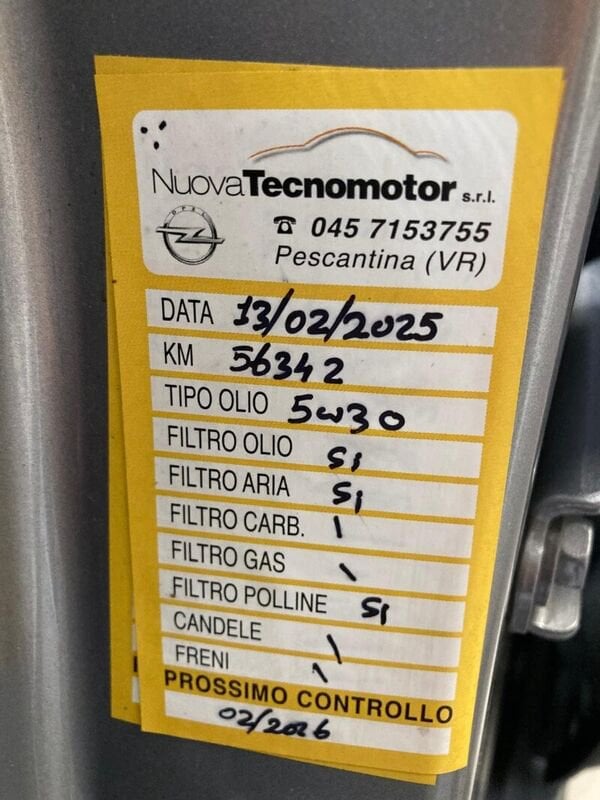 NuovaTecnomotor s.r.l.
OPEL
☎ 045 7153755
Pescantina (VR)
DATA 13/02/2025
KM 56342
TIPO OLIO 5W30
FILTRO OLIO SI
FILTRO ARIA SI
FILTRO CARB. \
FILTRO GAS \
FILTRO POLLINE SI
CANDELE \
FRENI \
PROSSIMO CONTROLLO
02/2026